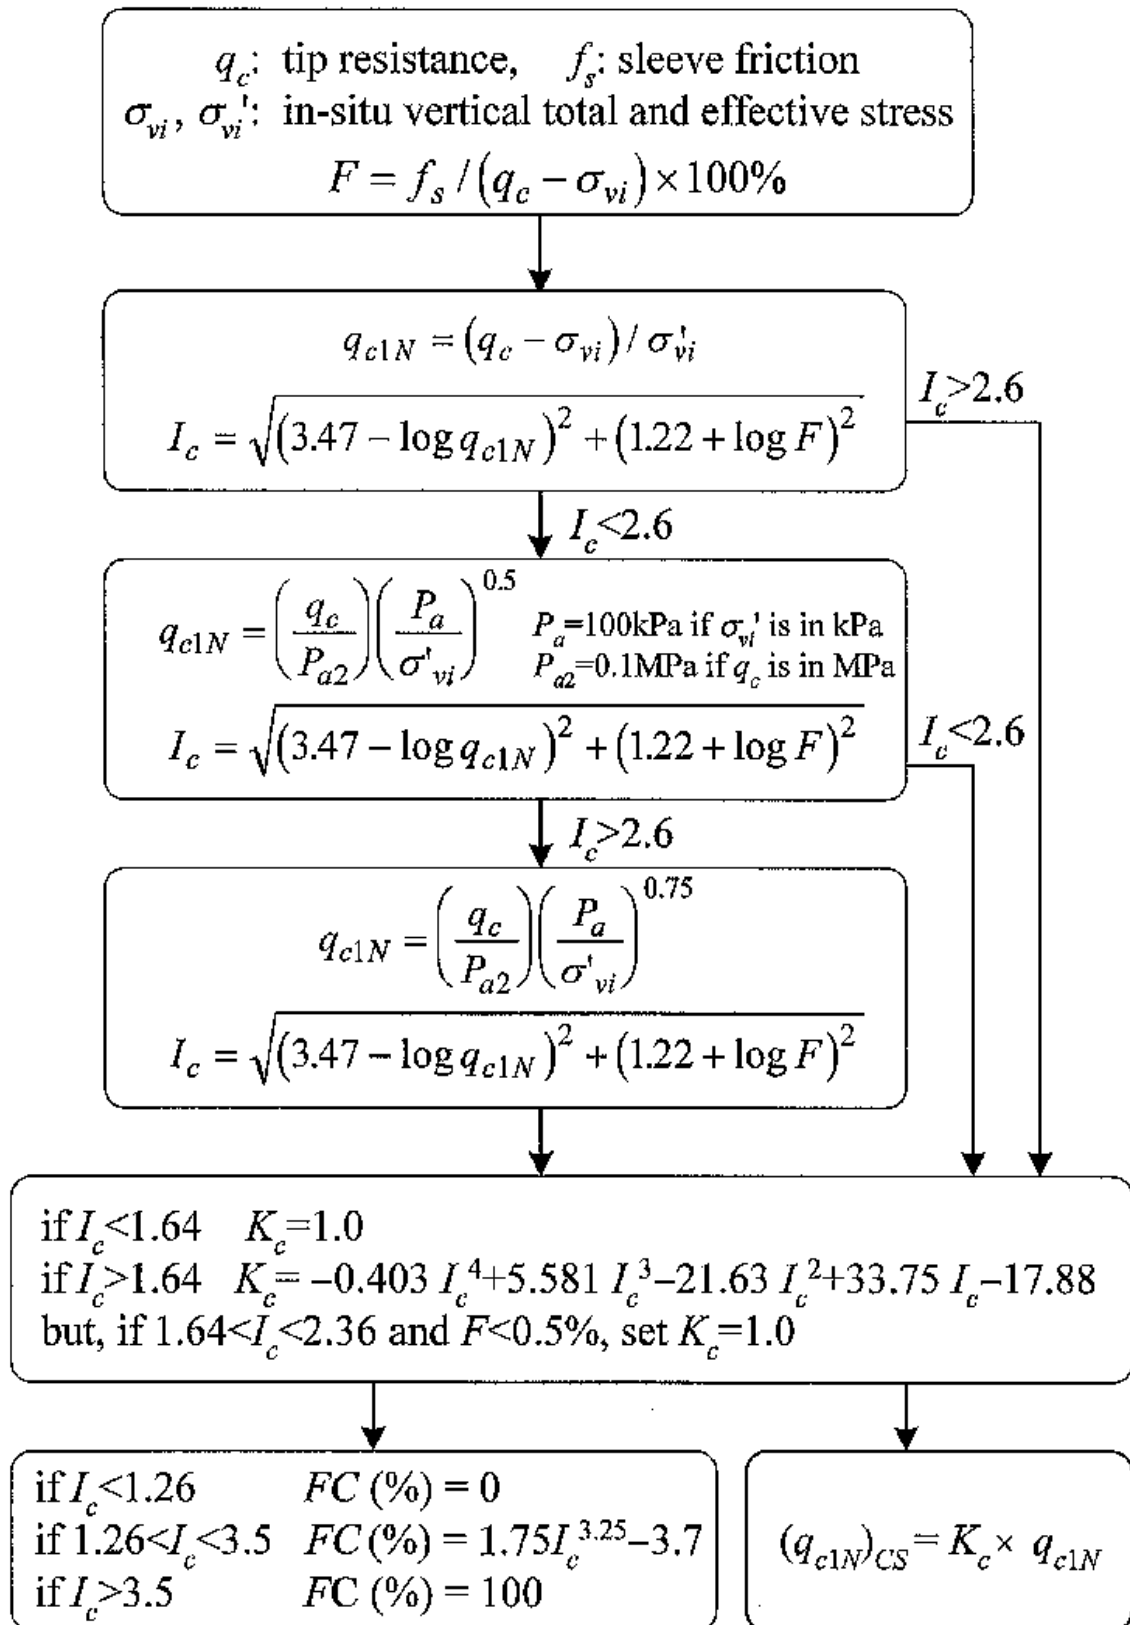 q_c: tip resistance, f_s: sleeve friction
σ_vi, σ_vi': in-situ vertical total and effective stress
F = f_s / (q_c − σ_vi) × 100%
q_c1N = (q_c − σ_vi) / σ'_vi
I_c = √((3.47 − log q_c1N)² + (1.22 + log F)²)
I_c>2.6
I_c<2.6
q_c1N = (q_c / P_a2) (P_a / σ'_vi)^0.5
P_a=100kPa if σ_vi' is in kPa
P_a2=0.1MPa if q_c is in MPa
I_c = √((3.47 − log q_c1N)² + (1.22 + log F)²)
I_c<2.6
I_c>2.6
q_c1N = (q_c / P_a2) (P_a / σ'_vi)^0.75
I_c = √((3.47 − log q_c1N)² + (1.22 + log F)²)
if I_c<1.64 K_c=1.0
if I_c>1.64 K_c= −0.403 I_c^4+5.581 I_c^3−21.63 I_c^2+33.75 I_c−17.88
but, if 1.64<I_c<2.36 and F<0.5%, set K_c=1.0
if I_c<1.26 FC (%) = 0
if 1.26<I_c<3.5 FC (%) = 1.75I_c^3.25−3.7
if I_c>3.5 FC (%) = 100
(q_c1N)_CS = K_c × q_c1N